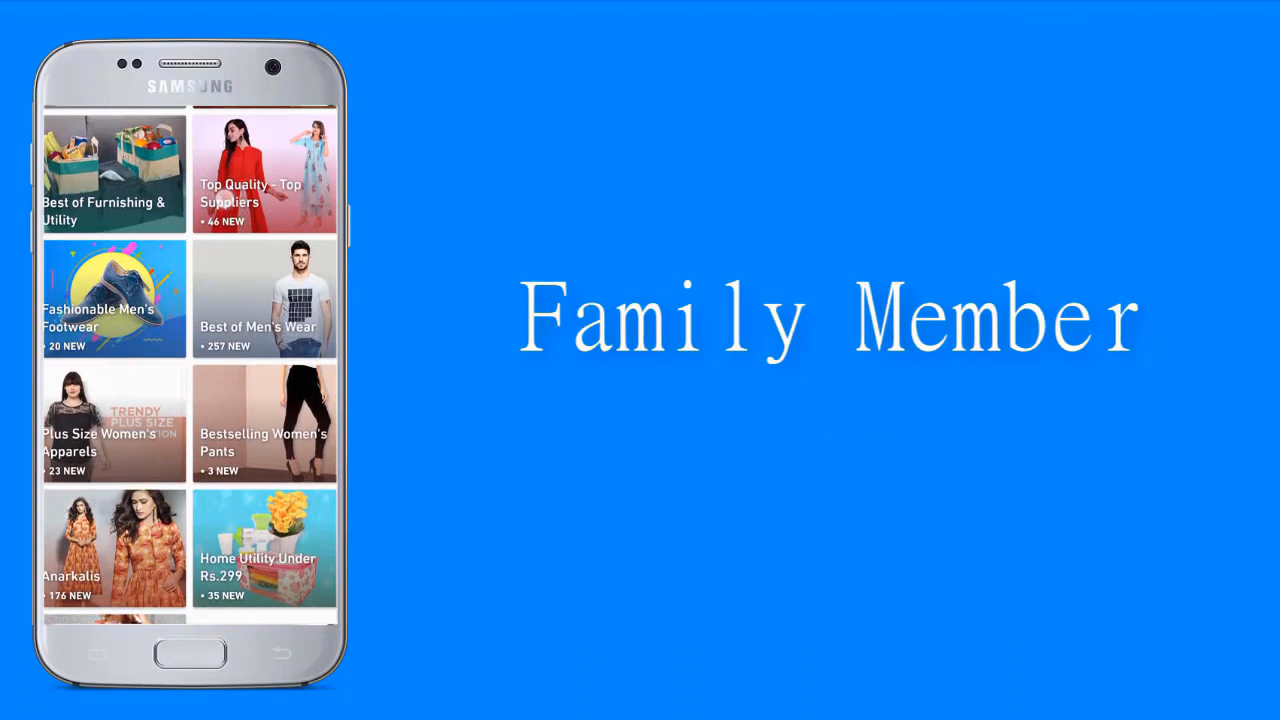 SAMSUNG
Best of Furnishing &
Utility
Top Quality - Top
Suppliers
• 46 NEW
Fashionable Men's
Footwear
• 20 NEW
Best of Men's Wear
• 257 NEW
TRENDY
PLUS SIZE
Plus Size Women's
Apparels
• 23 NEW
Bestselling Women's
Pants
• 3 NEW
Anarkalis
• 176 NEW
Home Utility Under
Rs.299
• 35 NEW
Family Member